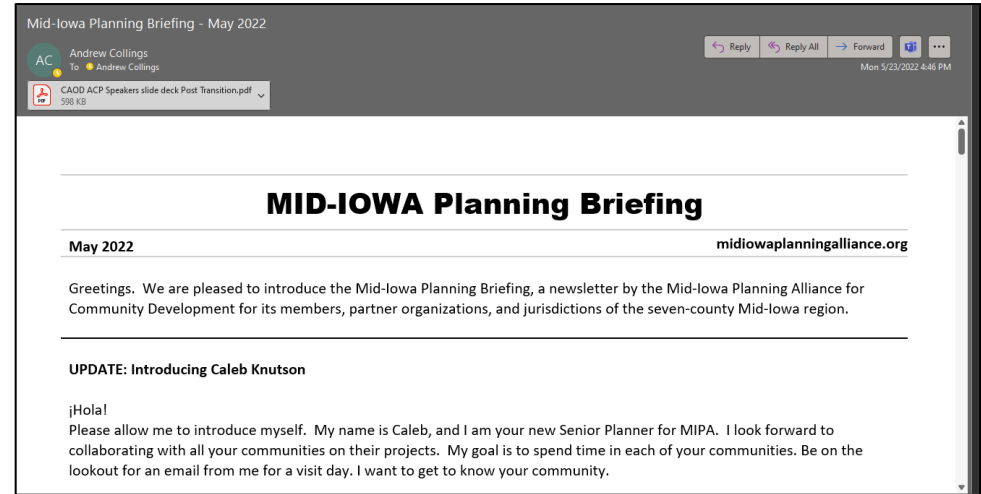 Mid-Iowa Planning Briefing - May 2022
AC
Andrew Collings
To Andrew Collings
Reply
Reply All
Forward
Mon 5/23/2022 4:46 PM
PDF
CAOD ACP Speakers slide deck Post Transition.pdf
598 KB
MID-IOWA Planning Briefing
May 2022
midiowaplanningalliance.org
Greetings. We are pleased to introduce the Mid-Iowa Planning Briefing, a newsletter by the Mid-Iowa Planning Alliance for
Community Development for its members, partner organizations, and jurisdictions of the seven-county Mid-Iowa region.
UPDATE: Introducing Caleb Knutson
¡Hola!
Please allow me to introduce myself. My name is Caleb, and I am your new Senior Planner for MIPA. I look forward to
collaborating with all your communities on their projects. My goal is to spend time in each of your communities. Be on the
lookout for an email from me for a visit day. I want to get to know your community.